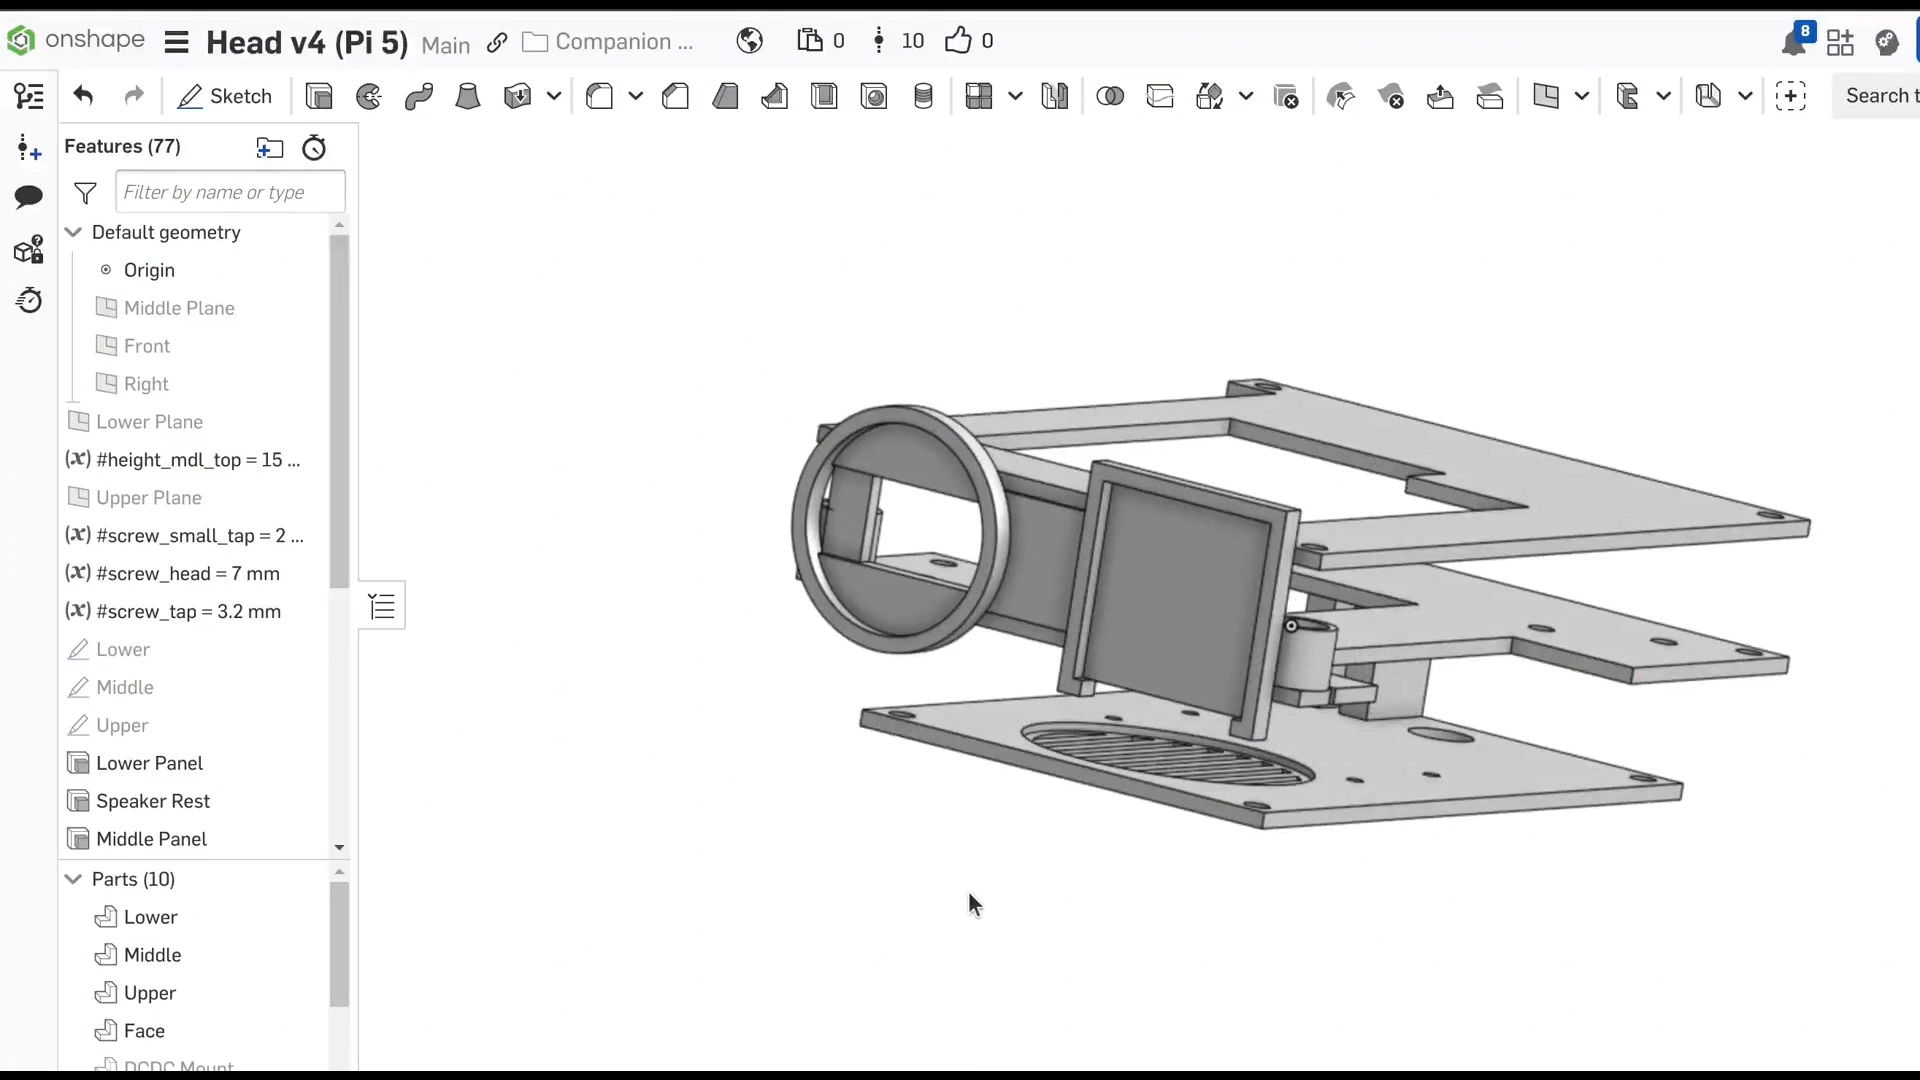 onshape
Head v4 (Pi 5)
Main
Companion ...
0
10
0
8
Sketch
Search t
Features (77)
Filter by name or type
Default geometry
Origin
Middle Plane
Front
Right
Lower Plane
(x) #height_mdl_top = 15 ...
Upper Plane
(x) #screw_small_tap = 2 ...
(x) #screw_head = 7 mm
(x) #screw_tap = 3.2 mm
Lower
Middle
Upper
Lower Panel
Speaker Rest
Middle Panel
Parts (10)
Lower
Middle
Upper
Face
DCDC Mount